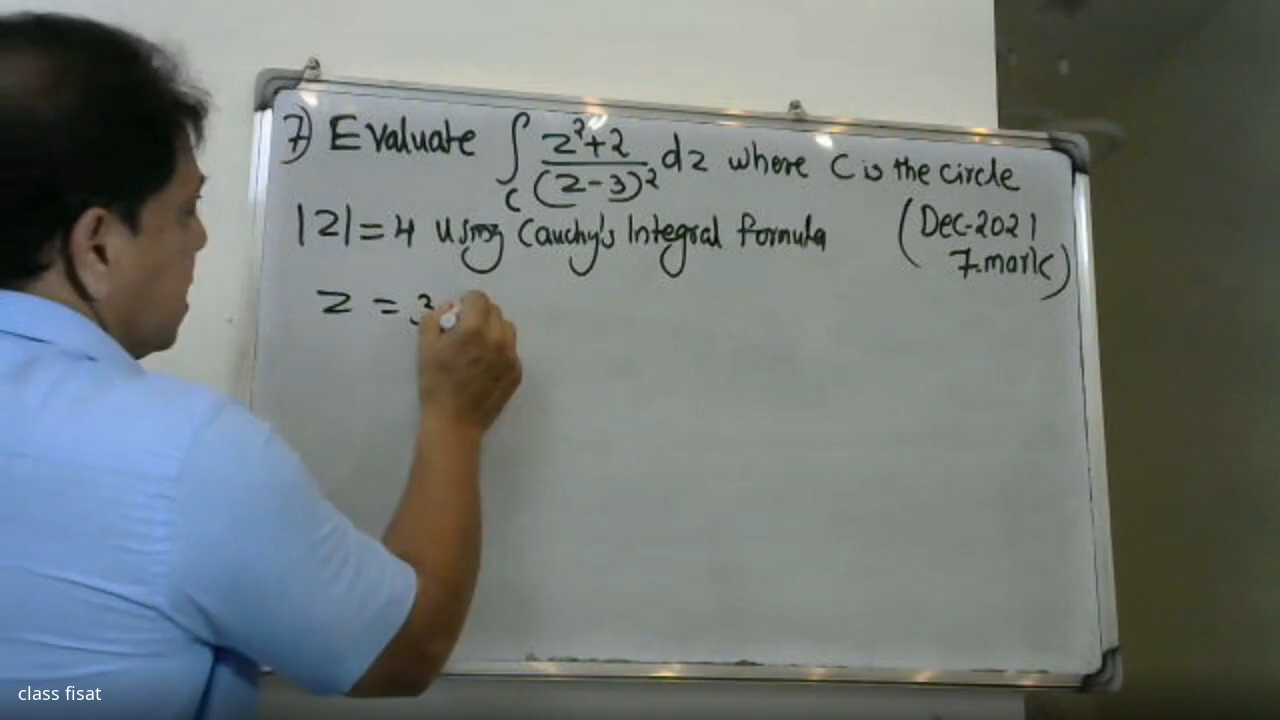 7) Evaluate ∫_C (z²+2)/(z-3)² dz where C is the circle
|z|=4 using Cauchy's Integral formula (Dec-2021
7-mark)
z = 3
class fisat